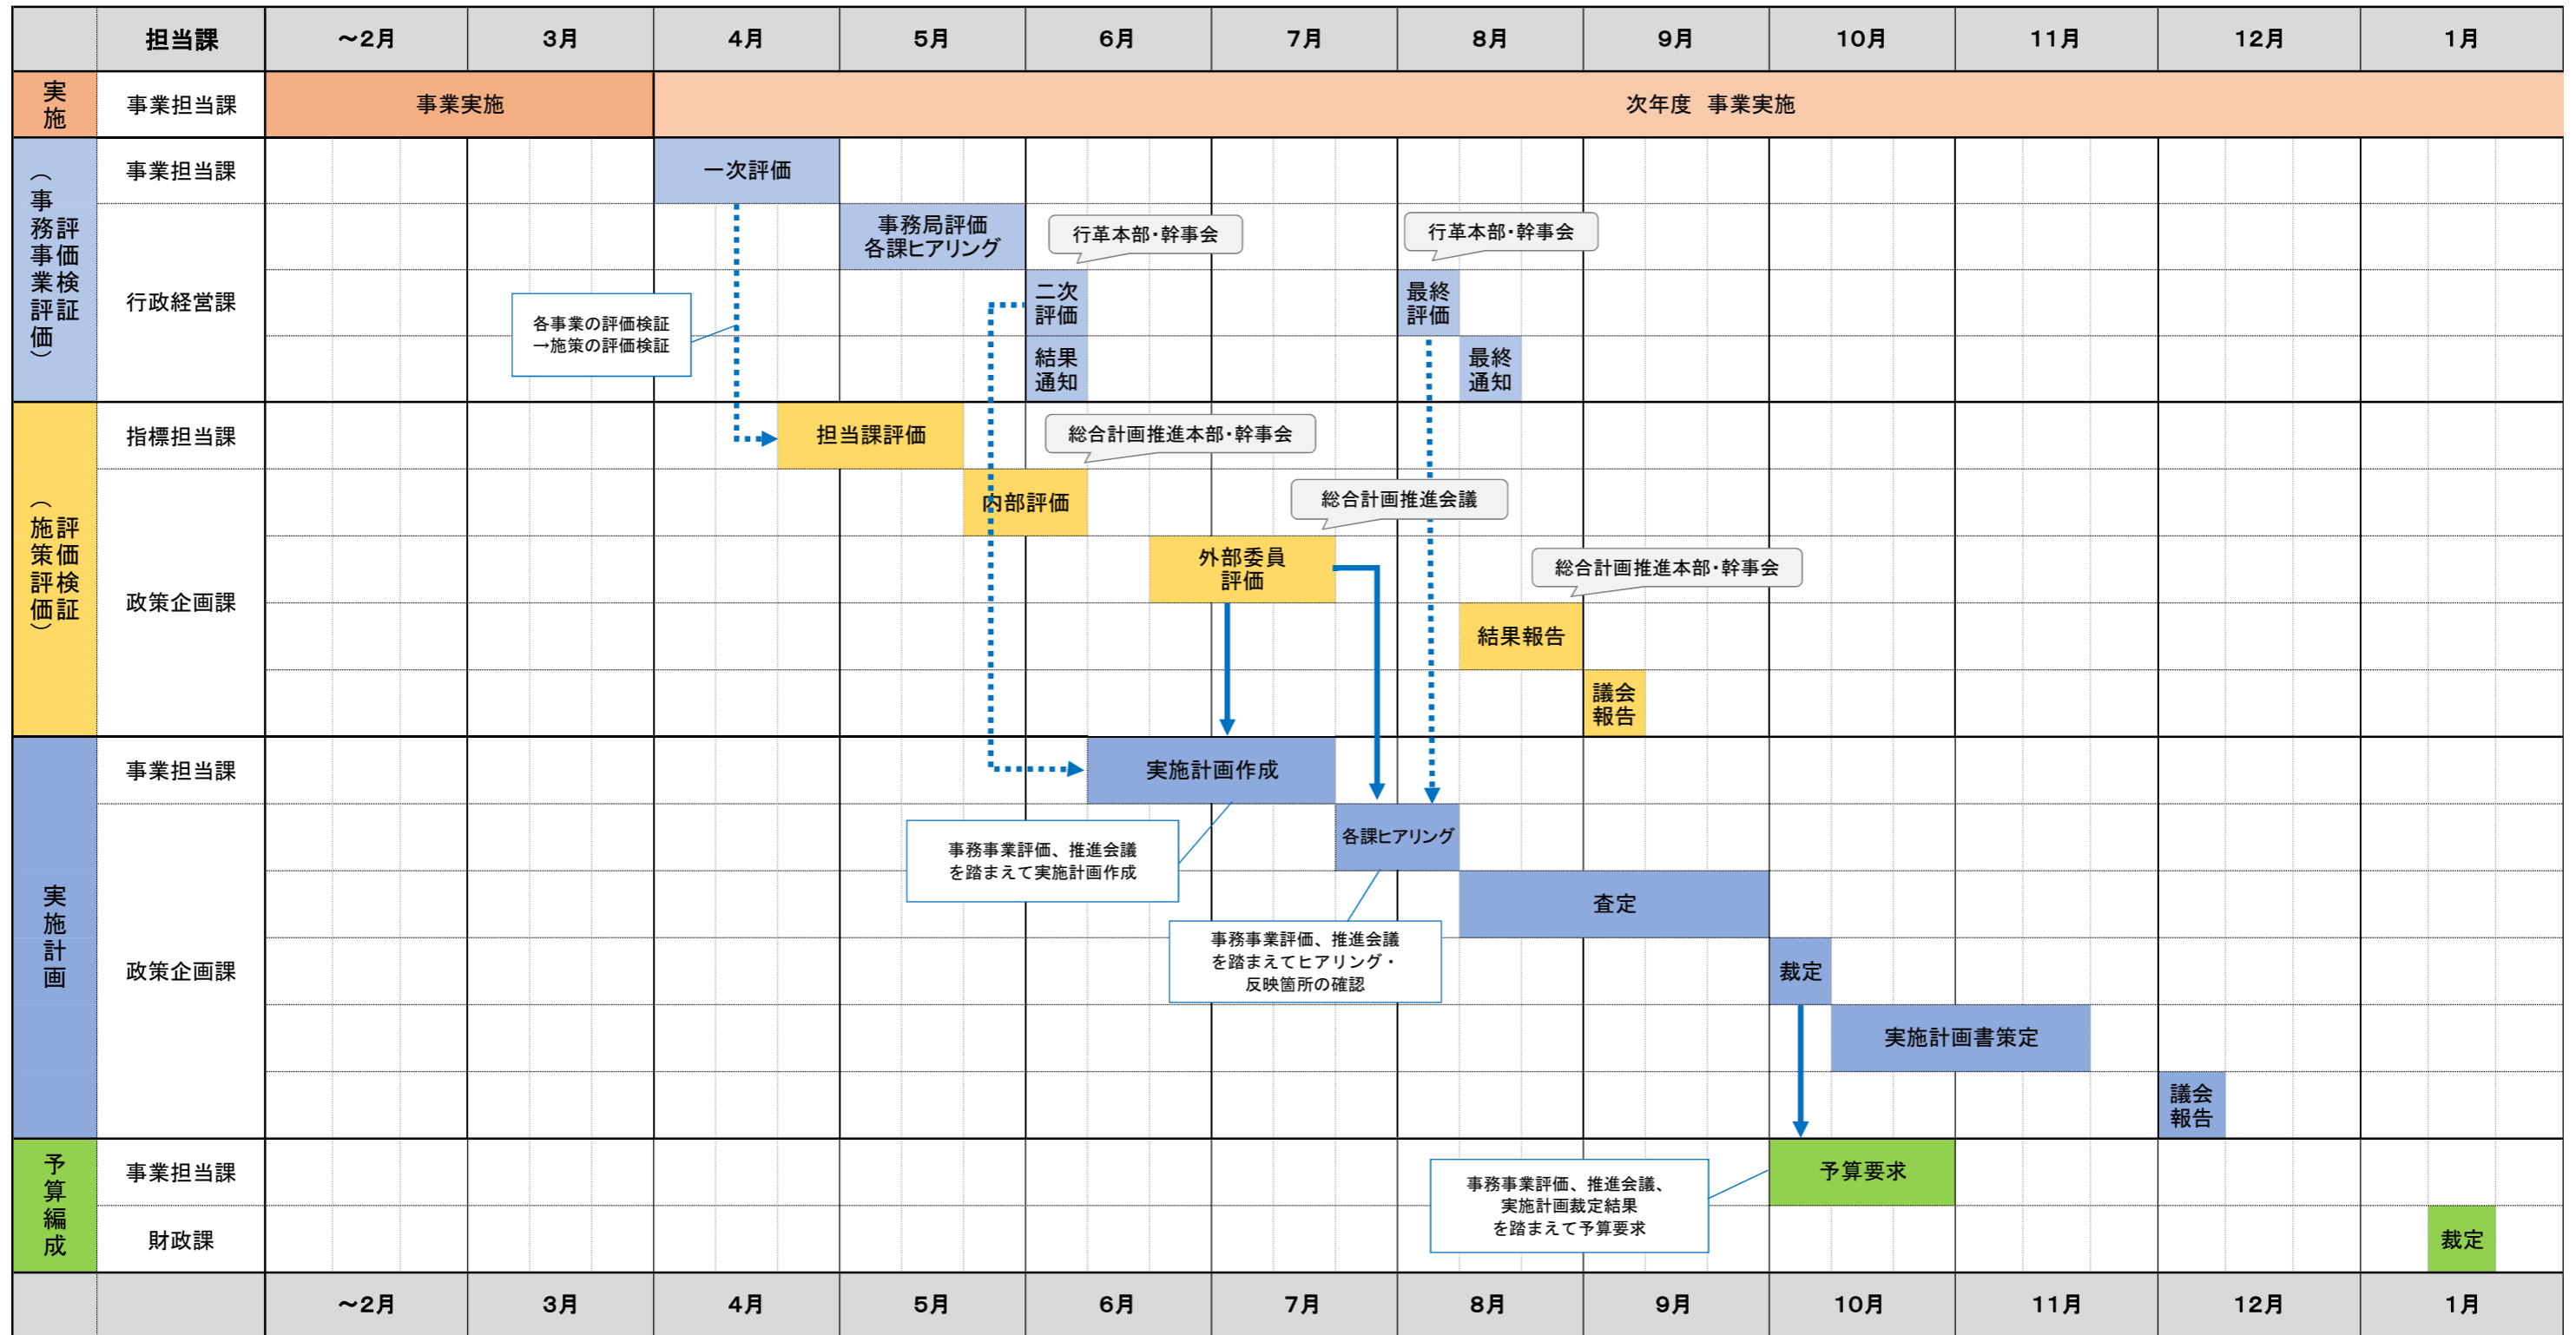 担当課 ～2月 3月 4月 5月 6月 7月 8月 9月 10月 11月 12月 1月
実施
事業担当課
事業実施
次年度 事業実施
評価検証
（事務事業評価）
事業担当課
一次評価
事務局評価
各課ヒアリング
行革本部・幹事会
行革本部・幹事会
行政経営課
二次
評価
最終
評価
各事業の評価検証
→施策の評価検証
結果
通知
最終
通知
評価検証
（施策評価）
指標担当課
担当課評価
総合計画推進本部・幹事会
政策企画課
内部評価
総合計画推進会議
外部委員
評価
総合計画推進本部・幹事会
結果報告
議会
報告
実施計画
事業担当課
実施計画作成
政策企画課
各課ヒアリング
事務事業評価、推進会議
を踏まえて実施計画作成
査定
事務事業評価、推進会議
を踏まえてヒアリング・
反映箇所の確認
裁定
実施計画書策定
議会
報告
予算編成
事業担当課
予算要求
事務事業評価、推進会議、
実施計画裁定結果
を踏まえて予算要求
財政課
裁定
～2月 3月 4月 5月 6月 7月 8月 9月 10月 11月 12月 1月